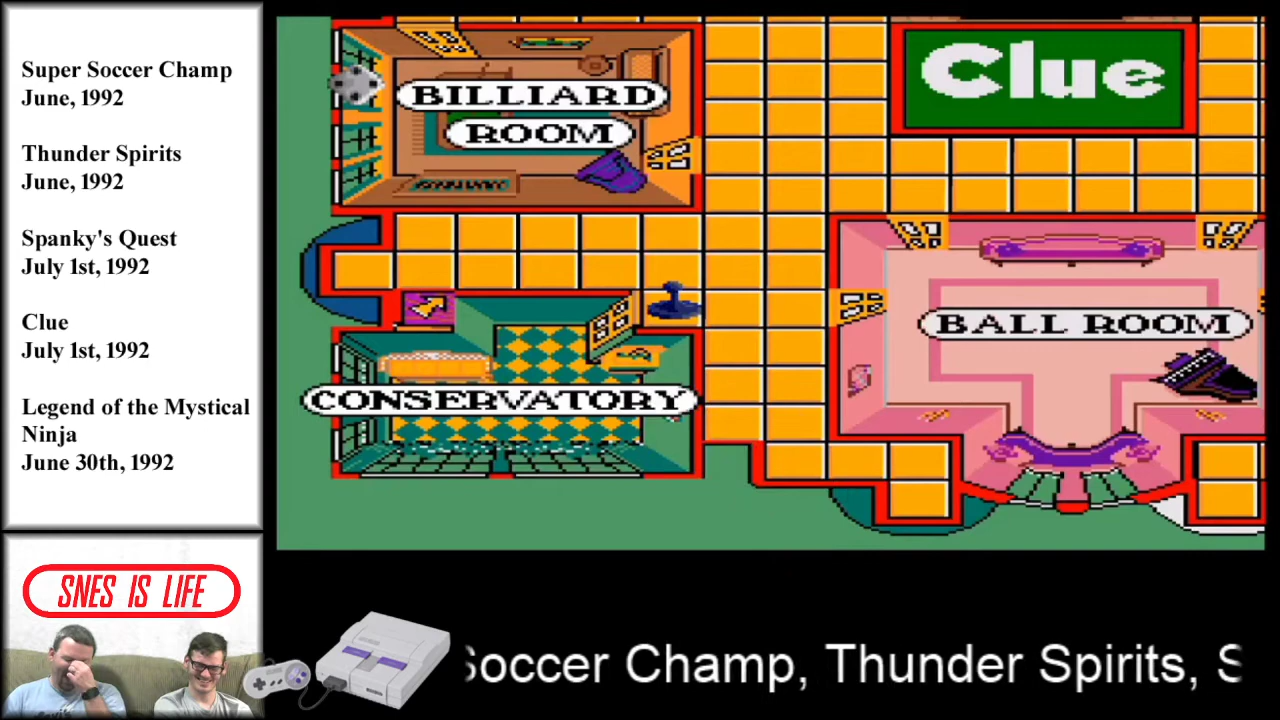 Super Soccer Champ
June, 1992
Thunder Spirits
June, 1992
Spanky's Quest
July 1st, 1992
Clue
July 1st, 1992
Legend of the Mystical
Ninja
June 30th, 1992
Clue
BILLIARD
ROOM
BALL ROOM
CONSERVATORY
SNES IS LIFE
Soccer Champ, Thunder Spirits, S